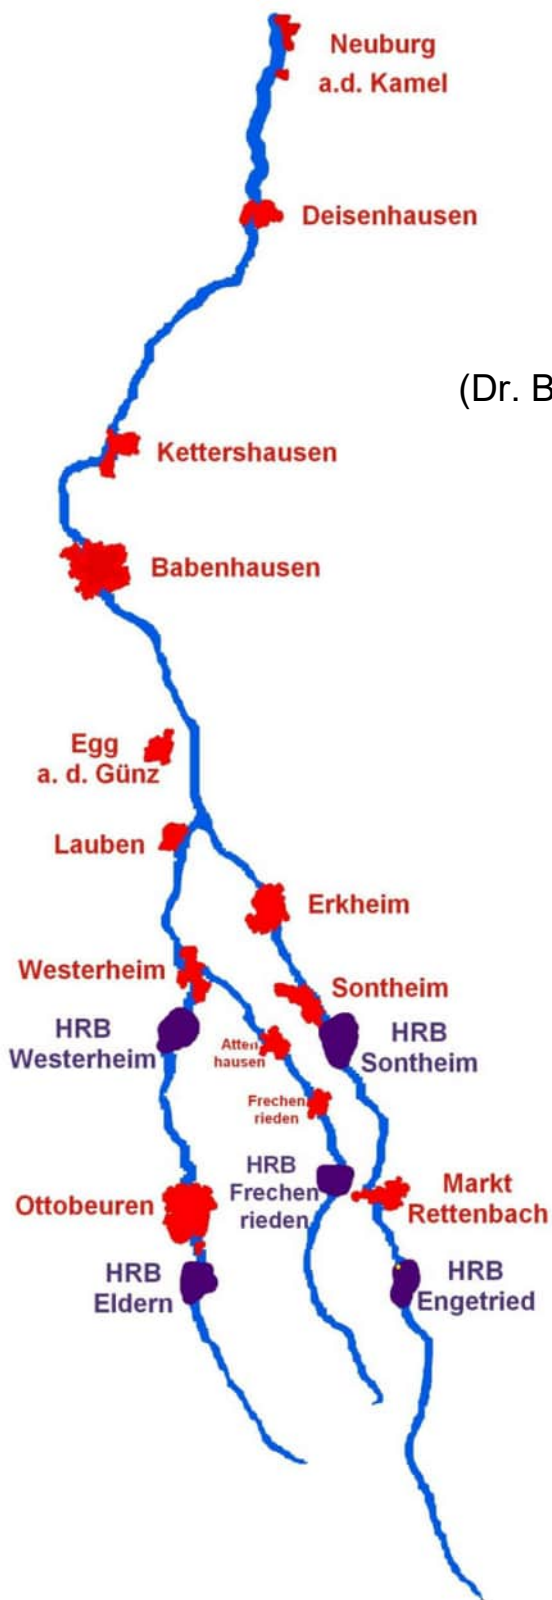 Neuburg
a.d. Kamel
Deisenhausen
(Dr. B
Kettershausen
Babenhausen
Egg
a. d. Günz
Lauben
Erkheim
Westerheim
Sontheim
HRB
Westerheim
Atten
hausen
HRB
Sontheim
Frechen
rieden
HRB
Frechen
rieden
Markt
Rettenbach
Ottobeuren
HRB
Eldern
HRB
Engetried